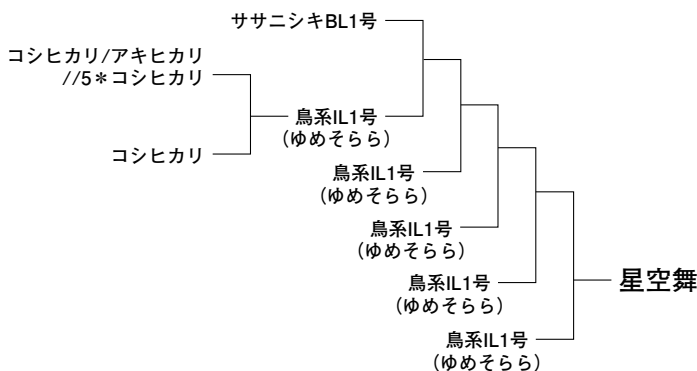 ササニシキBL1号
コシヒカリ/アキヒカリ
//5＊コシヒカリ
鳥系IL1号
(ゆめそらら)
コシヒカリ
鳥系IL1号
(ゆめそらら)
鳥系IL1号
(ゆめそらら)
星空舞
鳥系IL1号
(ゆめそらら)
鳥系IL1号
(ゆめそらら)